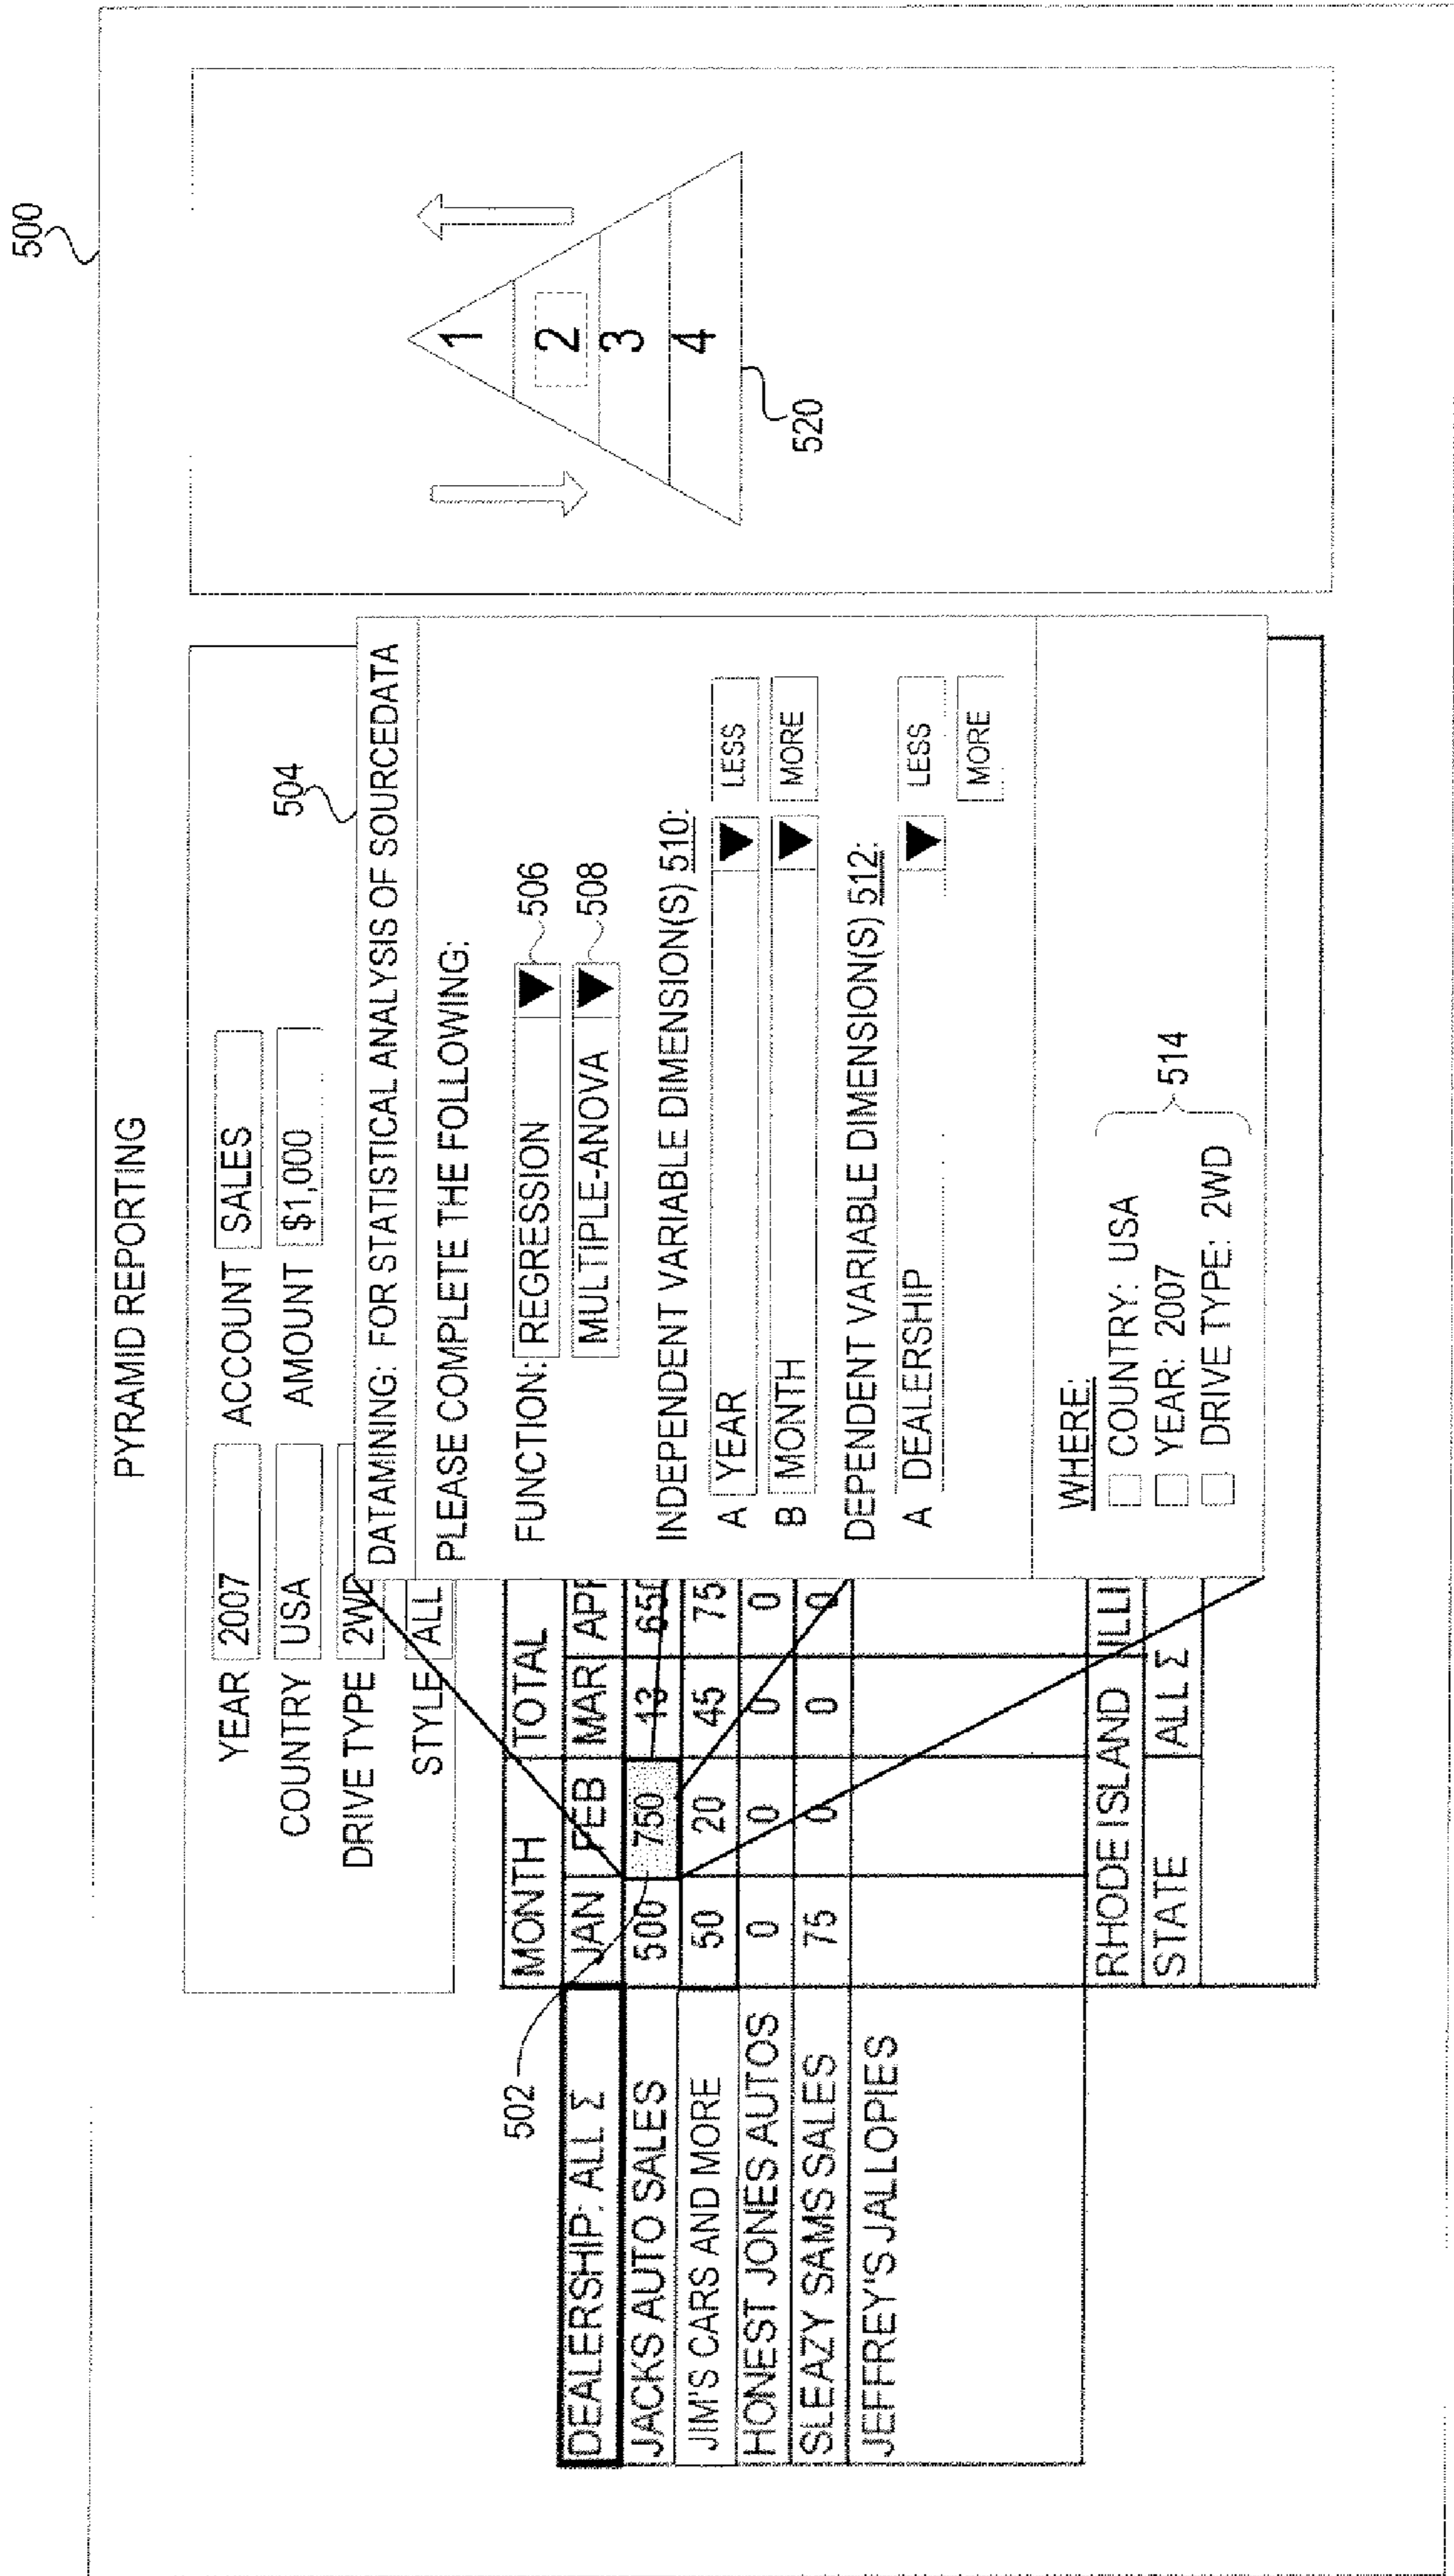 500
PYRAMID REPORTING
YEAR 2007 ACCOUNT SALES
COUNTRY USA AMOUNT $1,000
DRIVE TYPE
STYLE ALL
504
DATAMINING: FOR STATISTICAL ANALYSIS OF SOURCEDATA
PLEASE COMPLETE THE FOLLOWING:
FUNCTION: REGRESSION 506
MULTIPLE-ANOVA 508
INDEPENDENT VARIABLE DIMENSION(S) 510:
A YEAR LESS
B MONTH MORE
DEPENDENT VARIABLE DIMENSION(S) 512:
A DEALERSHIP LESS
MORE
WHERE:
COUNTRY: USA
YEAR: 2007
DRIVE TYPE: 2WD
514
502
MONTH TOTAL
DEALERSHIP: ALL Σ JAN FEB MAR
JACKS AUTO SALES 500 750 13
JIM'S CARS AND MORE 50 20 45 75
HONEST JONES AUTOS 0 0 0 0
SLEAZY SAMS SALES 75 0 0 0
JEFFREY'S JALLOPIES
RHODE ISLAND ILLI
STATE ALL Σ
1
2
3
4
520